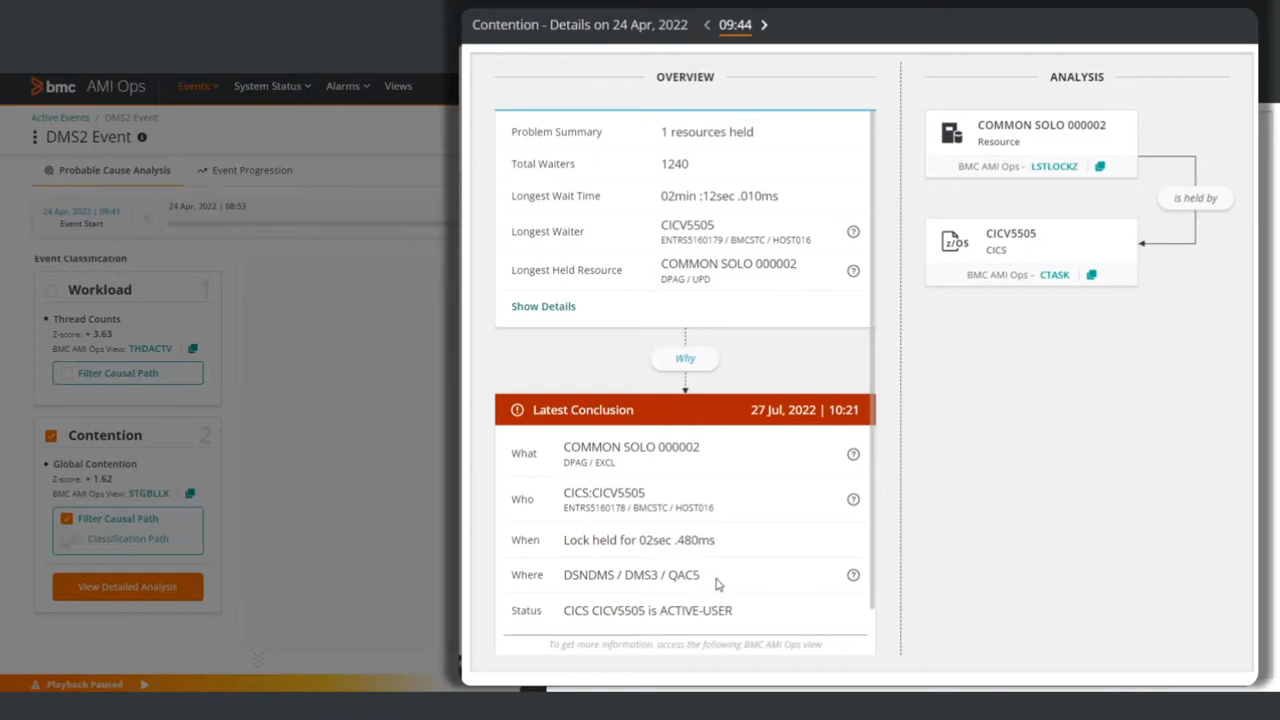 Contention - Details on 24 Apr, 2022 < 09:44 >
bmc AMI Ops Events System Status Alarms Views
Active Events / DMS2 Event
DMS2 Event
Probable Cause Analysis Event Progression
24 Apr, 2022 | 09:41
Event Start
24 Apr, 2022 | 08:53
Event Classification
Workload 1
Thread Counts
Z-score: + 3.63
BMC AMI Ops View: THDACTV
Filter Causal Path
Contention 2
Global Contention
Z-score: + 1.62
BMC AMI Ops View: STGBLLK
Filter Causal Path
Classification Path
View Detailed Analysis
Playback Paused
OVERVIEW
Problem Summary 1 resources held
Total Waiters 1240
Longest Wait Time 02min :12sec .010ms
Longest Waiter CICV5505
ENTRS5160179 / BMCSTC / HOST016
Longest Held Resource COMMON SOLO 000002
DPAG / UPD
Show Details
Why
Latest Conclusion 27 Jul, 2022 | 10:21
What COMMON SOLO 000002
DPAG / EXCL
Who CICS:CICV5505
ENTRS5160178 / BMCSTC / HOST016
When Lock held for 02sec .480ms
Where DSNDMS / DMS3 / QAC5
Status CICS CICV5505 is ACTIVE-USER
To get more information, access the following BMC AMI Ops view
ANALYSIS
COMMON SOLO 000002
Resource
BMC AMI Ops - LSTLOCKZ
is held by
z/OS
CICV5505
CICS
BMC AMI Ops - CTASK